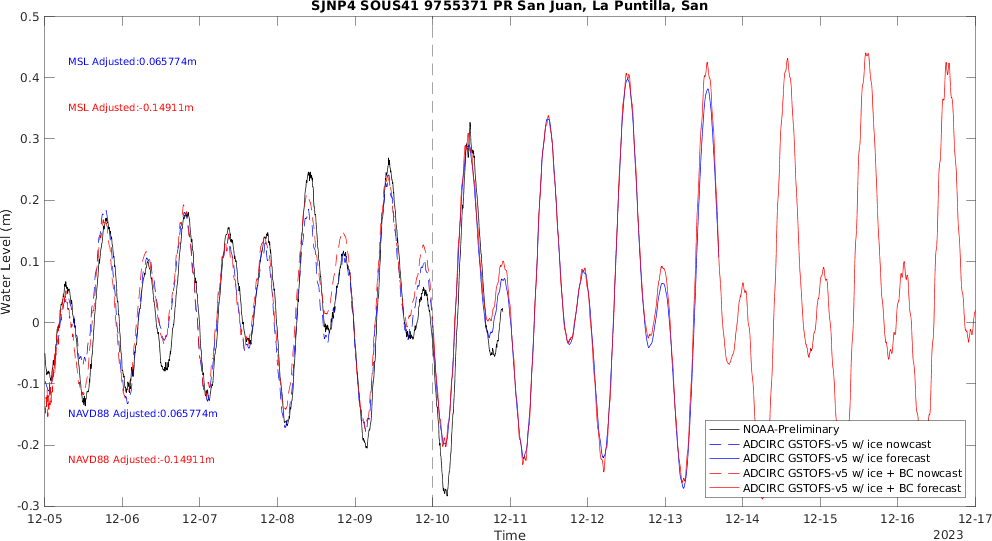 SJNP4 SOUS41 9755371 PR San Juan, La Puntilla, San
0.5
0.4
0.3
0.2
0.1
0
-0.1
-0.2
-0.3
Water Level (m)
MSL Adjusted:0.065774m
MSL Adjusted:-0.14911m
NAVD88 Adjusted:0.065774m
NAVD88 Adjusted:-0.14911m
NOAA-Preliminary
ADCIRC GSTOFS-v5 w/ ice nowcast
ADCIRC GSTOFS-v5 w/ ice forecast
ADCIRC GSTOFS-v5 w/ ice + BC nowcast
ADCIRC GSTOFS-v5 w/ ice + BC forecast
12-05 12-06 12-07 12-08 12-09 12-10 12-11 12-12 12-13 12-14 12-15 12-16 12-17
Time
2023